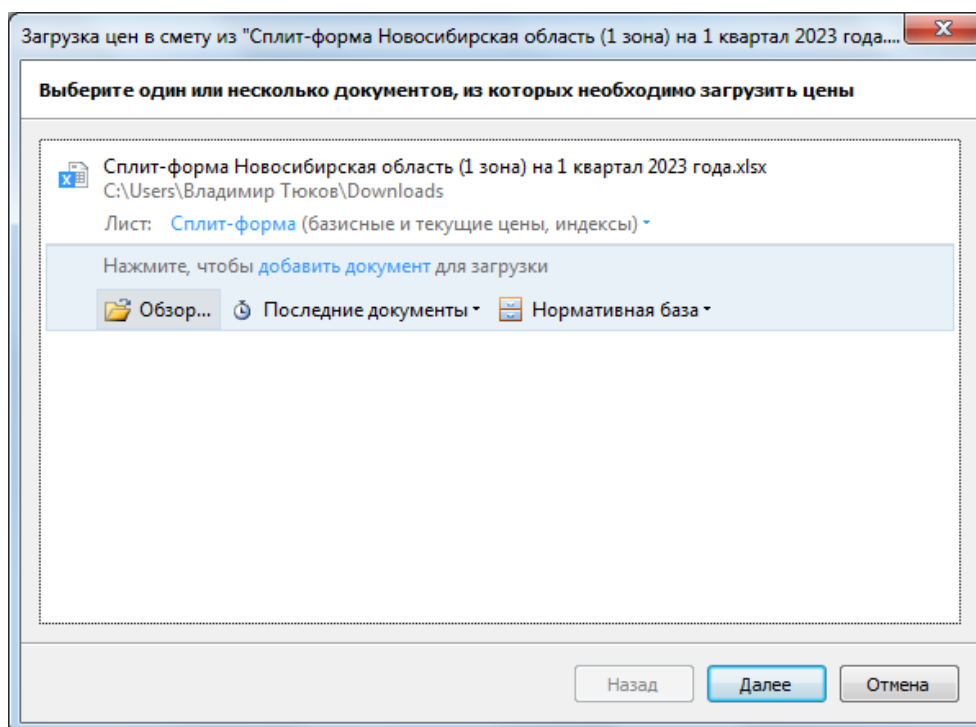 Загрузка цен в смету из "Сплит-форма Новосибирская область (1 зона) на 1 квартал 2023 года....
Выберите один или несколько документов, из которых необходимо загрузить цены
Сплит-форма Новосибирская область (1 зона) на 1 квартал 2023 года.xlsx
C:\Users\Владимир Тюков\Downloads
Лист: Сплит-форма (базисные и текущие цены, индексы)
Нажмите, чтобы добавить документ для загрузки
Обзор... Последние документы Нормативная база
Назад Далее Отмена